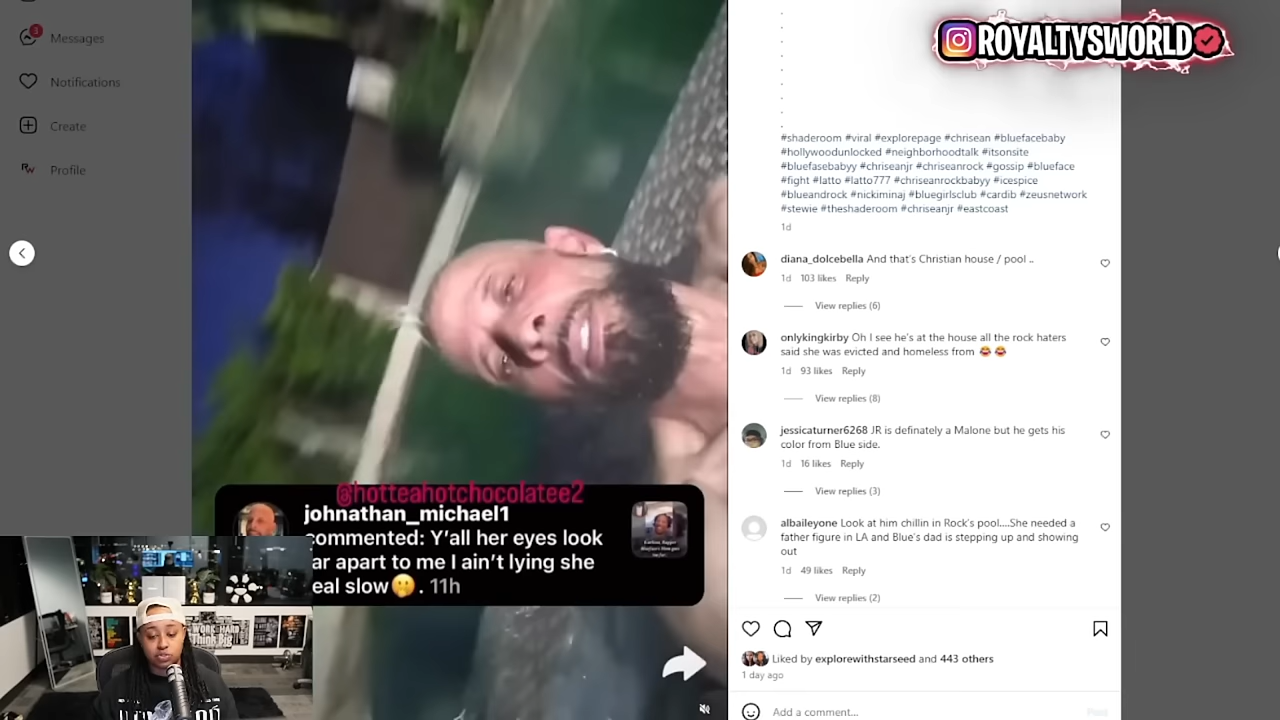 Messages
Notifications
Create
Profile
ROYALTYSWORLD
#shaderoom #viral #explorepage #chrisean #bluefacebaby
#hollywoodunlocked #neighborhoodtalk #itsonsite
#bluefasebabyy #chriseanjr #chriseanrock #gossip #blueface
#fight #latto #latto777 #chriseanrockbabyy #icespice
#blueandrock #nickiminaj #bluegirlsclub #cardib #zeusnetwork
#stewie #theshaderoom #chriseanjr #eastcoast
1d
diana_dolcebella And that's Christian house / pool ..
1d 103 likes Reply
View replies (6)
onlykingkirby Oh I see he's at the house all the rock haters
said she was evicted and homeless from 😂😂
1d 93 likes Reply
View replies (8)
jessicaturner6268 JR is definately a Malone but he gets his
color from Blue side.
1d 16 likes Reply
View replies (3)
albaileyone Look at him chillin in Rock's pool....She needed a
father figure in LA and Blue's dad is stepping up and showing
out
1d 49 likes Reply
View replies (2)
Liked by explorewithstarseed and 443 others
1 day ago
Add a comment...
Post
@hotteahotchocolatee2
johnathan_michael1
commented: Y'all her eyes look
ar apart to me I ain't lying she
eal slow🤭. 11h
WORK HARD
Think Big